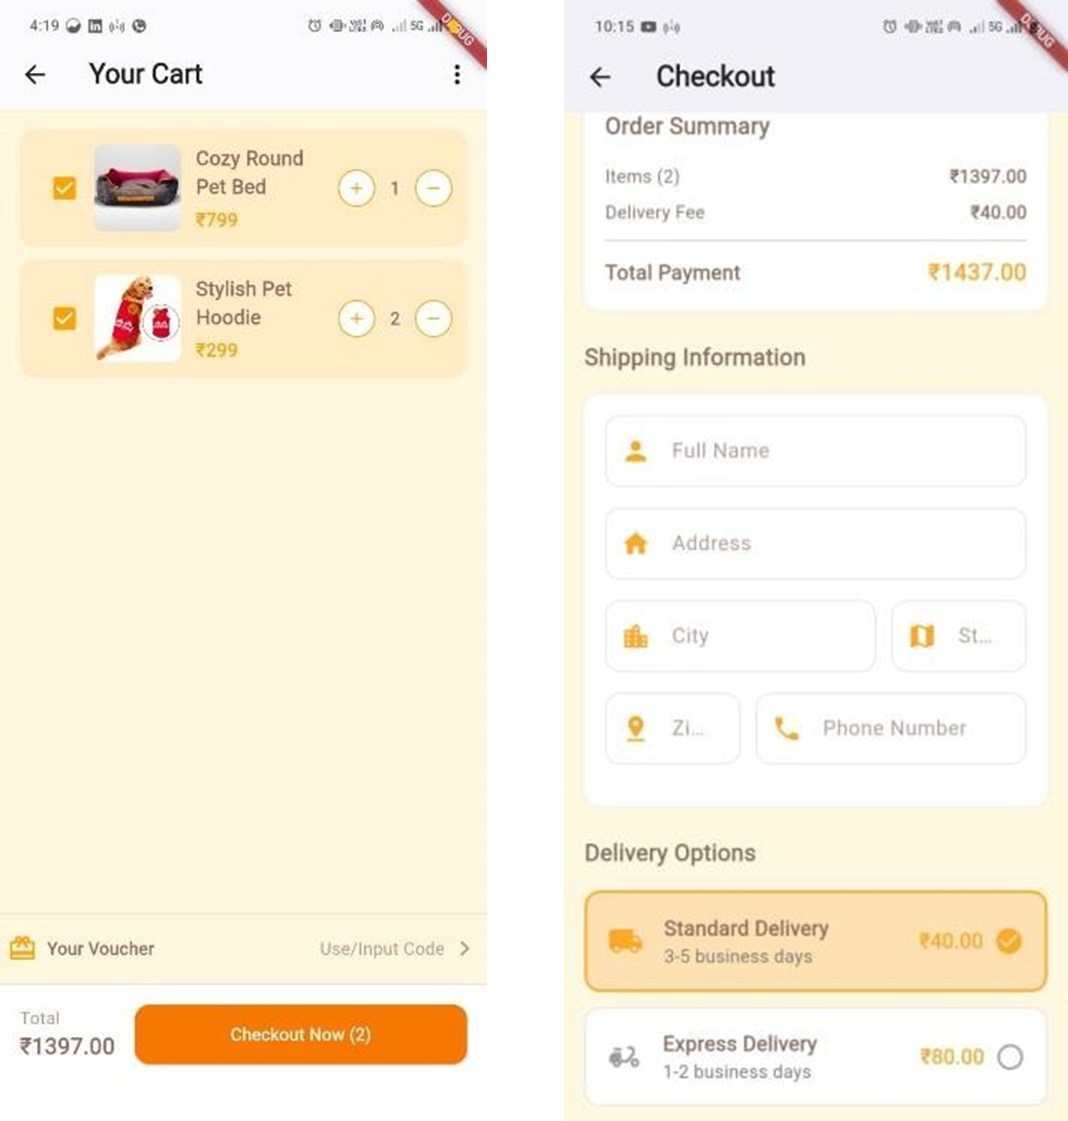 4:19
5G
DEBUG
Your Cart
Cozy Round
Pet Bed
₹799
1
Stylish Pet
Hoodie
₹299
2
Your Voucher
Use/Input Code
Total
₹1397.00
Checkout Now (2)
10:15
5G
DEBUG
Checkout
Order Summary
Items (2)
₹1397.00
Delivery Fee
₹40.00
Total Payment
₹1437.00
Shipping Information
Full Name
Address
City
St...
Zi...
Phone Number
Delivery Options
Standard Delivery
₹40.00
3-5 business days
Express Delivery
₹80.00
1-2 business days